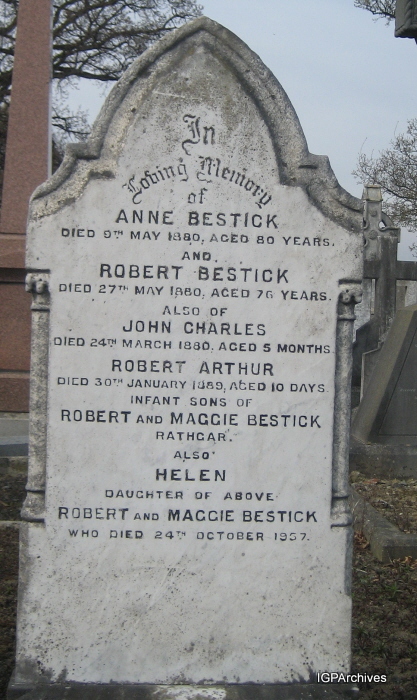 In
Loving Memory
of
ANNE BESTICK
DIED 9TH MAY 1880, AGED 80 YEARS.
AND
ROBERT BESTICK
DIED 27TH MAY 1880, AGED 76 YEARS.
ALSO OF
JOHN CHARLES
DIED 24TH MARCH 1880, AGED 5 MONTHS
ROBERT ARTHUR
DIED 30TH JANUARY 1889, AGED 10 DAYS.
INFANT SONS OF
ROBERT AND MAGGIE BESTICK
RATHGAR.
ALSO
HELEN
DAUGHTER OF ABOVE
ROBERT AND MAGGIE BESTICK
WHO DIED 24TH OCTOBER 1957.
IGPArchives